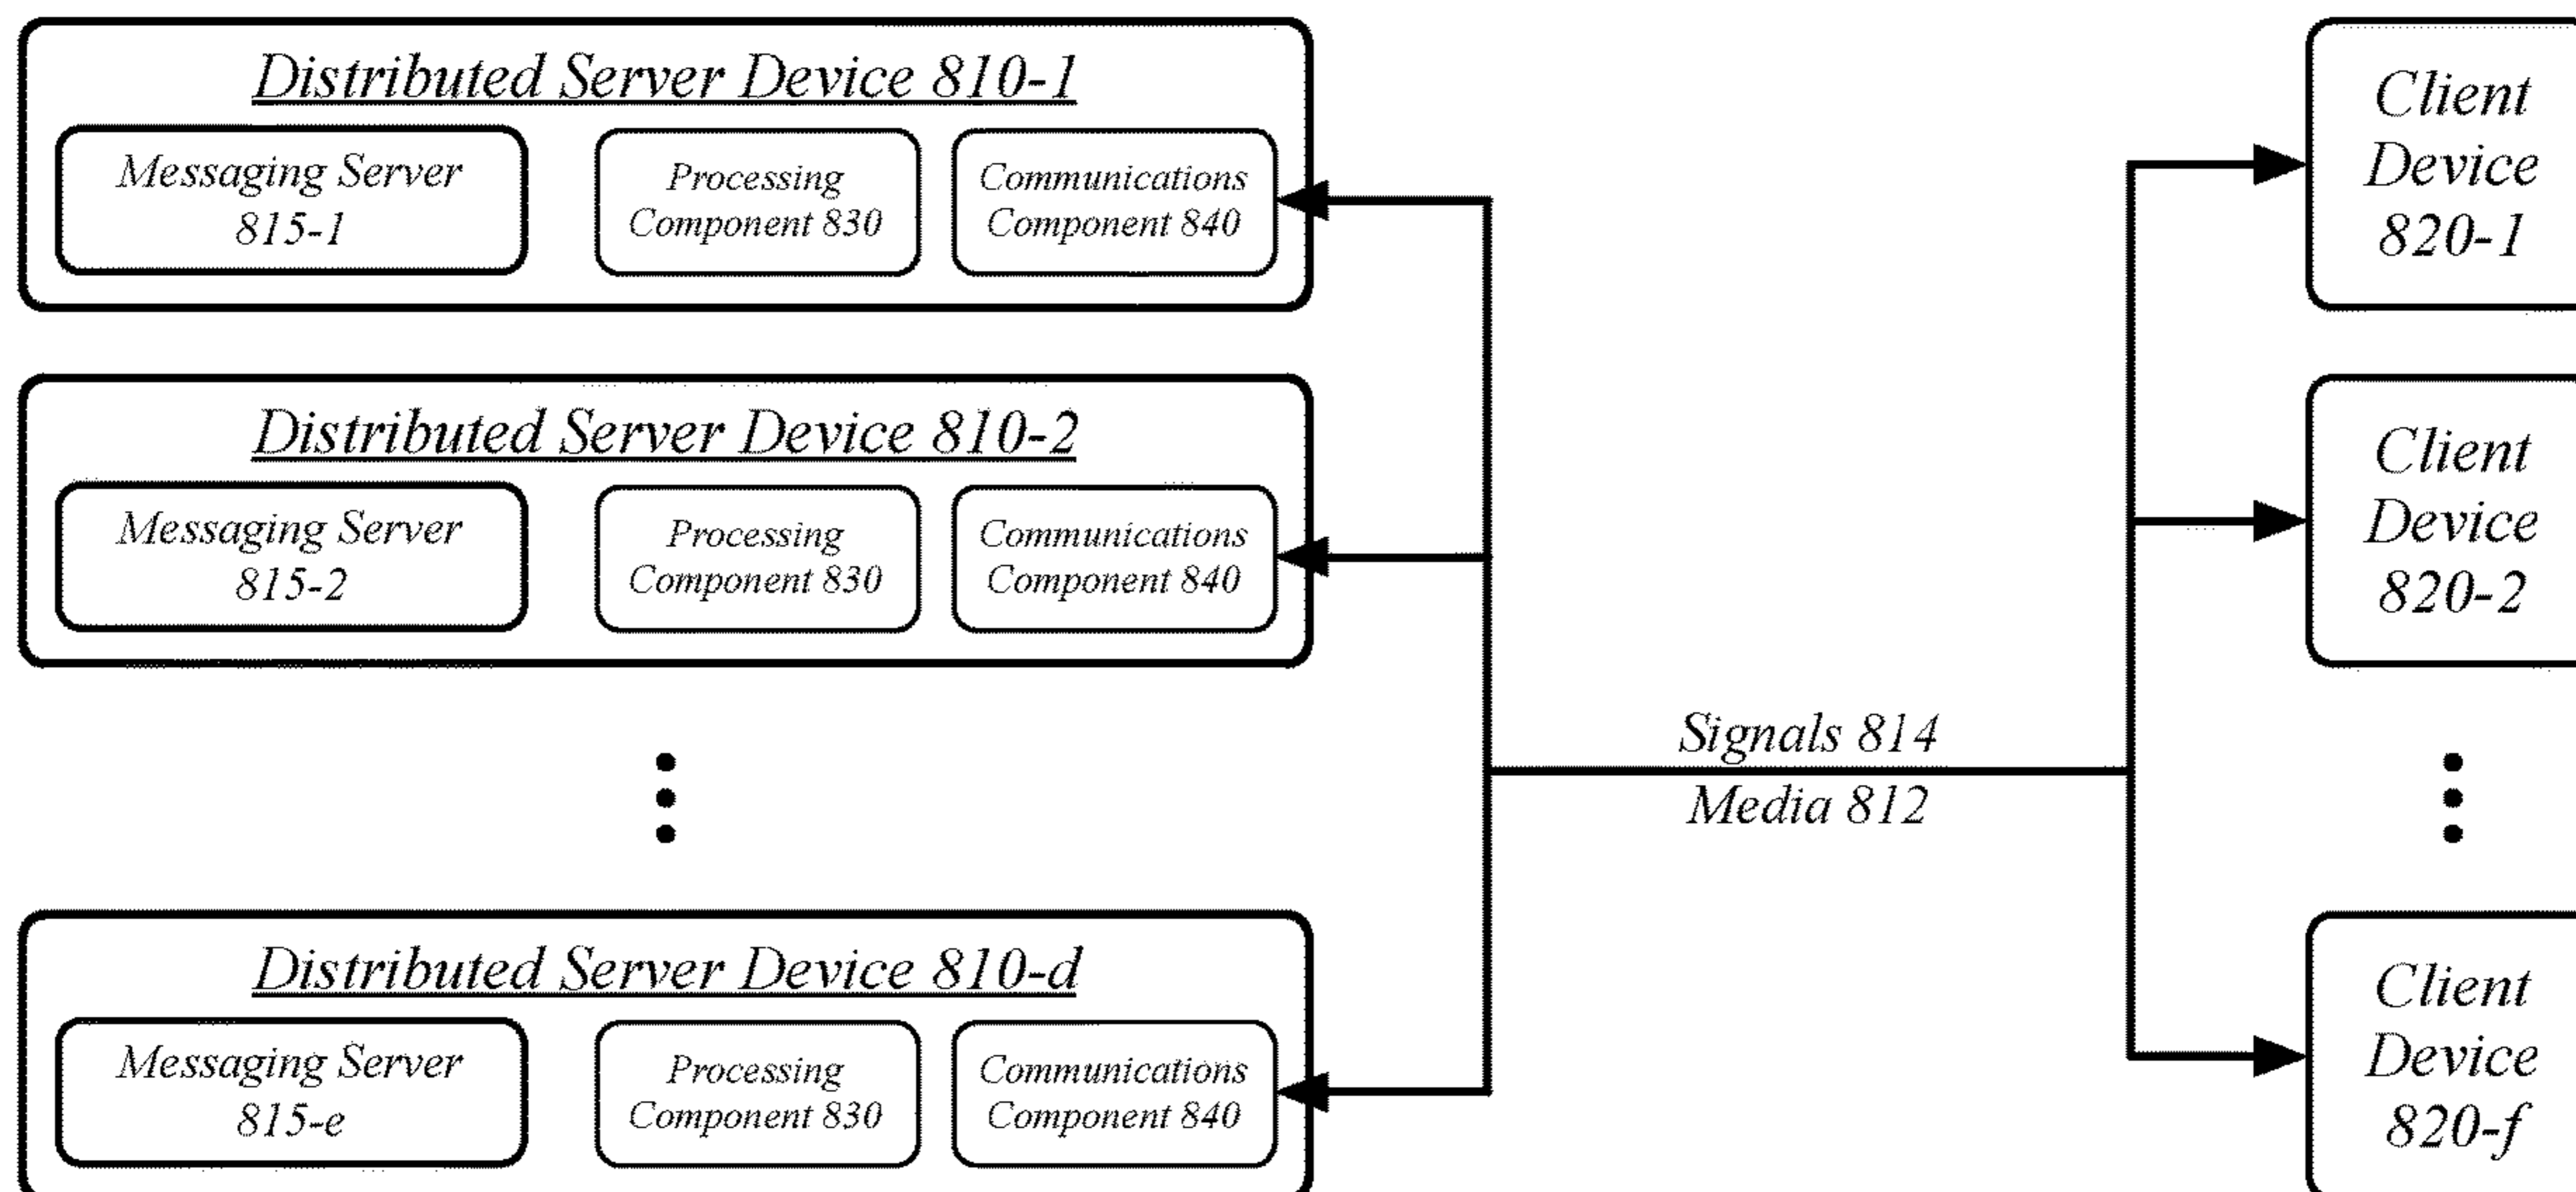 Distributed Server Device 810-1
Messaging Server
815-1
Processing
Component 830
Communications
Component 840
Client
Device
820-1
Distributed Server Device 810-2
Messaging Server
815-2
Processing
Component 830
Communications
Component 840
Client
Device
820-2
Signals 814
Media 812
Distributed Server Device 810-d
Messaging Server
815-e
Processing
Component 830
Communications
Component 840
Client
Device
820-f